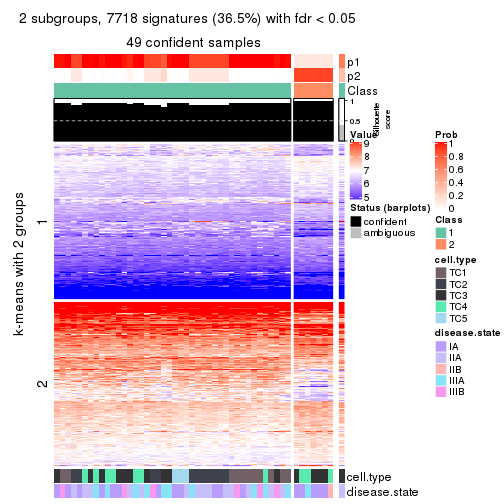 2 subgroups, 7718 signatures (36.5%) with fdr < 0.05
49 confident samples
p1
p2
Class
1
0.5
0
Silhouette
score
k-means with 2 groups
1
2
cell.type
disease.state
Value
9
8
7
6
5
Status (barplots)
confident
ambiguous
Prob
1
0.8
0.6
0.4
0.2
0
Class
1
2
cell.type
TC1
TC2
TC3
TC4
TC5
disease.state
IA
IIA
IIB
IIIA
IIIB